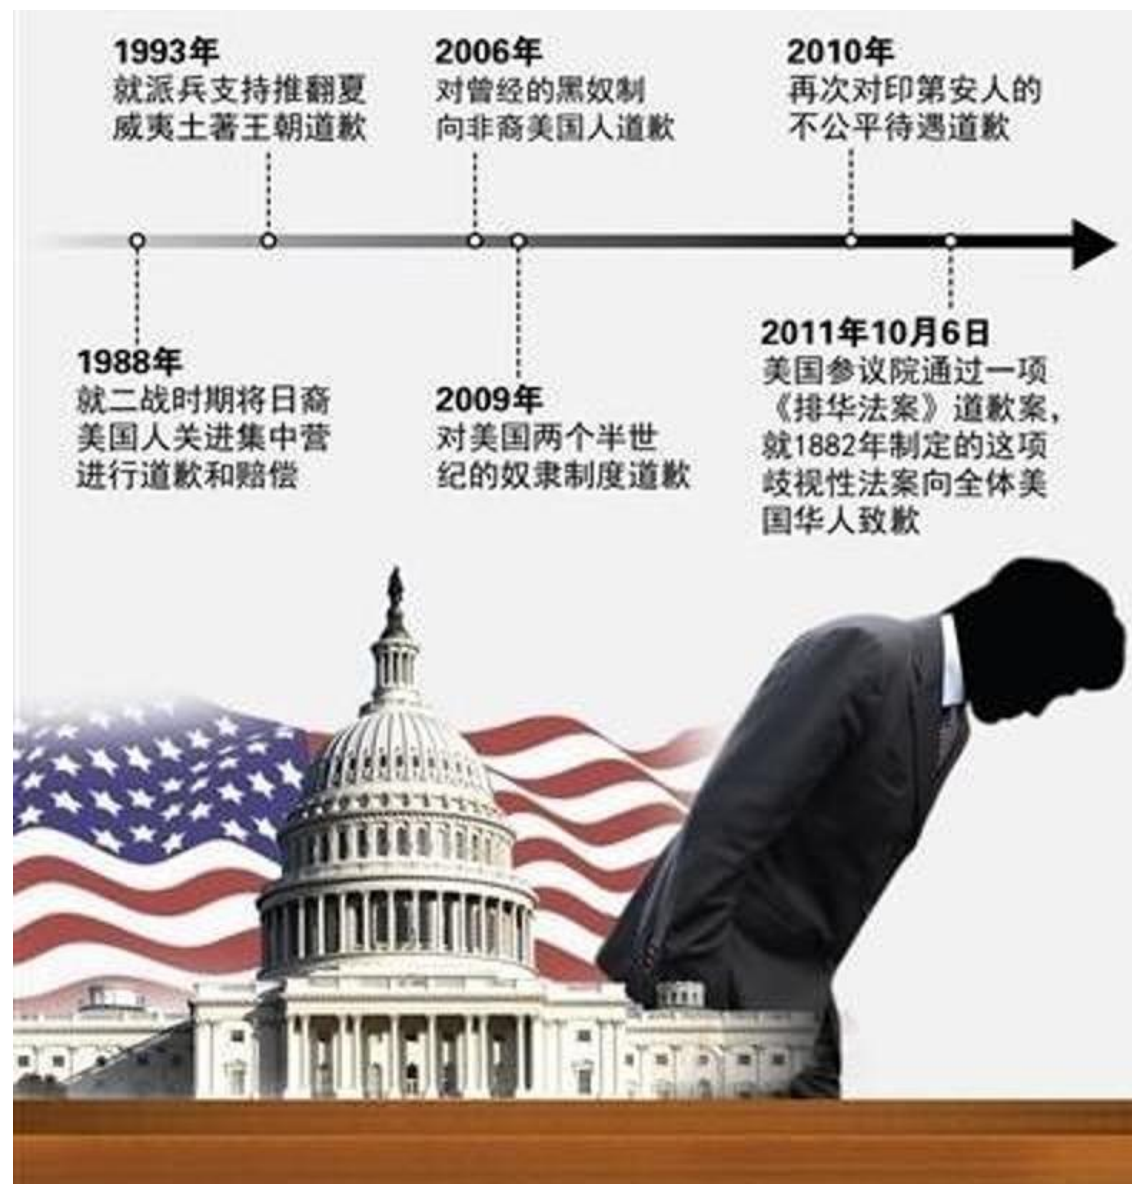 1993年
就派兵支持推翻夏
威夷土著王朝道歉
2006年
对曾经的黑奴制
向非裔美国人道歉
2010年
再次对印第安人的
不公平待遇道歉
1988年
就二战时期将日裔
美国人关进集中营
进行道歉和赔偿
2009年
对美国两个半世
纪的奴隶制度道歉
2011年10月6日
美国参议院通过一项
《排华法案》道歉案，
就1882年制定的这项
歧视性法案向全体美
国华人致歉